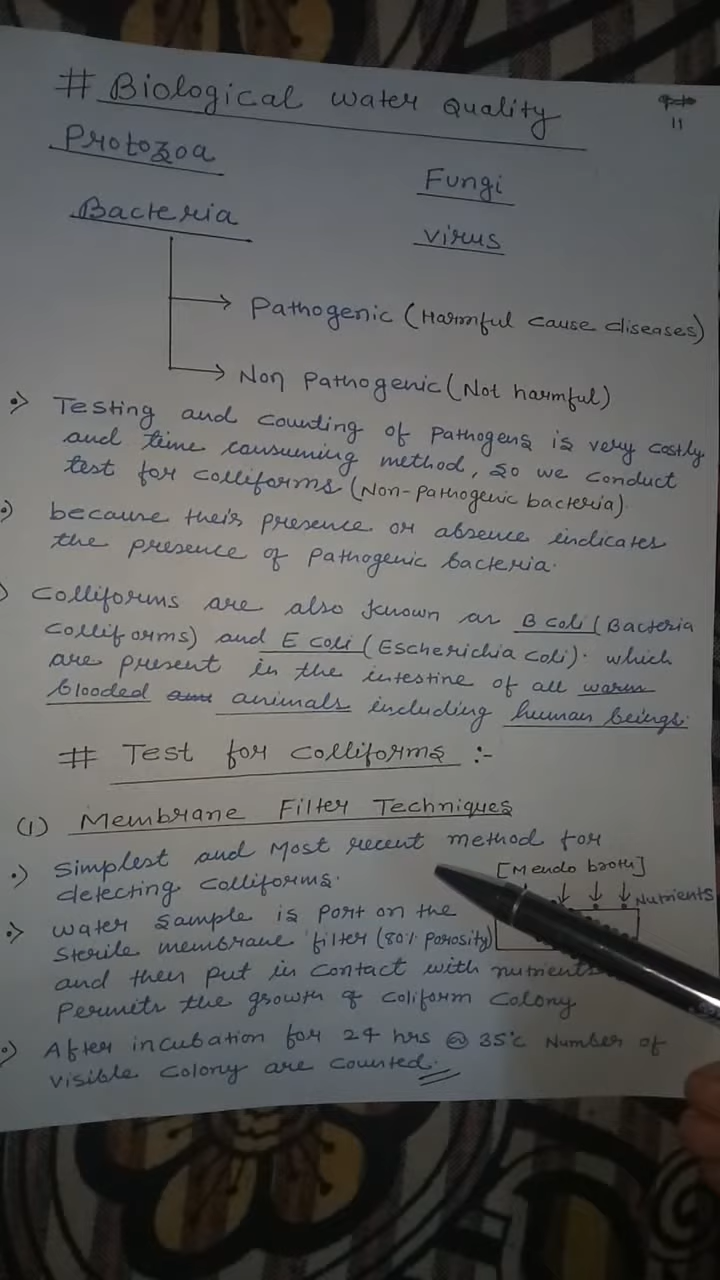 # Biological Water Quality
11
Protozoa
Fungi
Bacteria
Virus
Pathogenic (Harmful cause diseases)
Non Pathogenic (Not harmful)
Testing and counting of pathogens is very costly
and time consuming method, so we conduct
test for colliforms (Non-pathogenic bacteria).
because their presence or absence indicates
the presence of pathogenic bacteria.
Colliforms are also known as B coli (Bacteria
Colliforms) and E coli (Escherichia Coli). which
are present in the intestine of all warm
blooded animals including human beings.
# Test for colliforms :-
(1) Membrane Filter Techniques
Simplest and Most recent method for
detecting Colliforms.
[Mendo broth]
Nutrients
Water sample is port on the
sterile membrane filter (80% Porosity)
and then put in contact with nutrients
Permits the growth of coliform Colony
After incubation for 24 hrs @ 35°c Number of
visible Colony are counted.